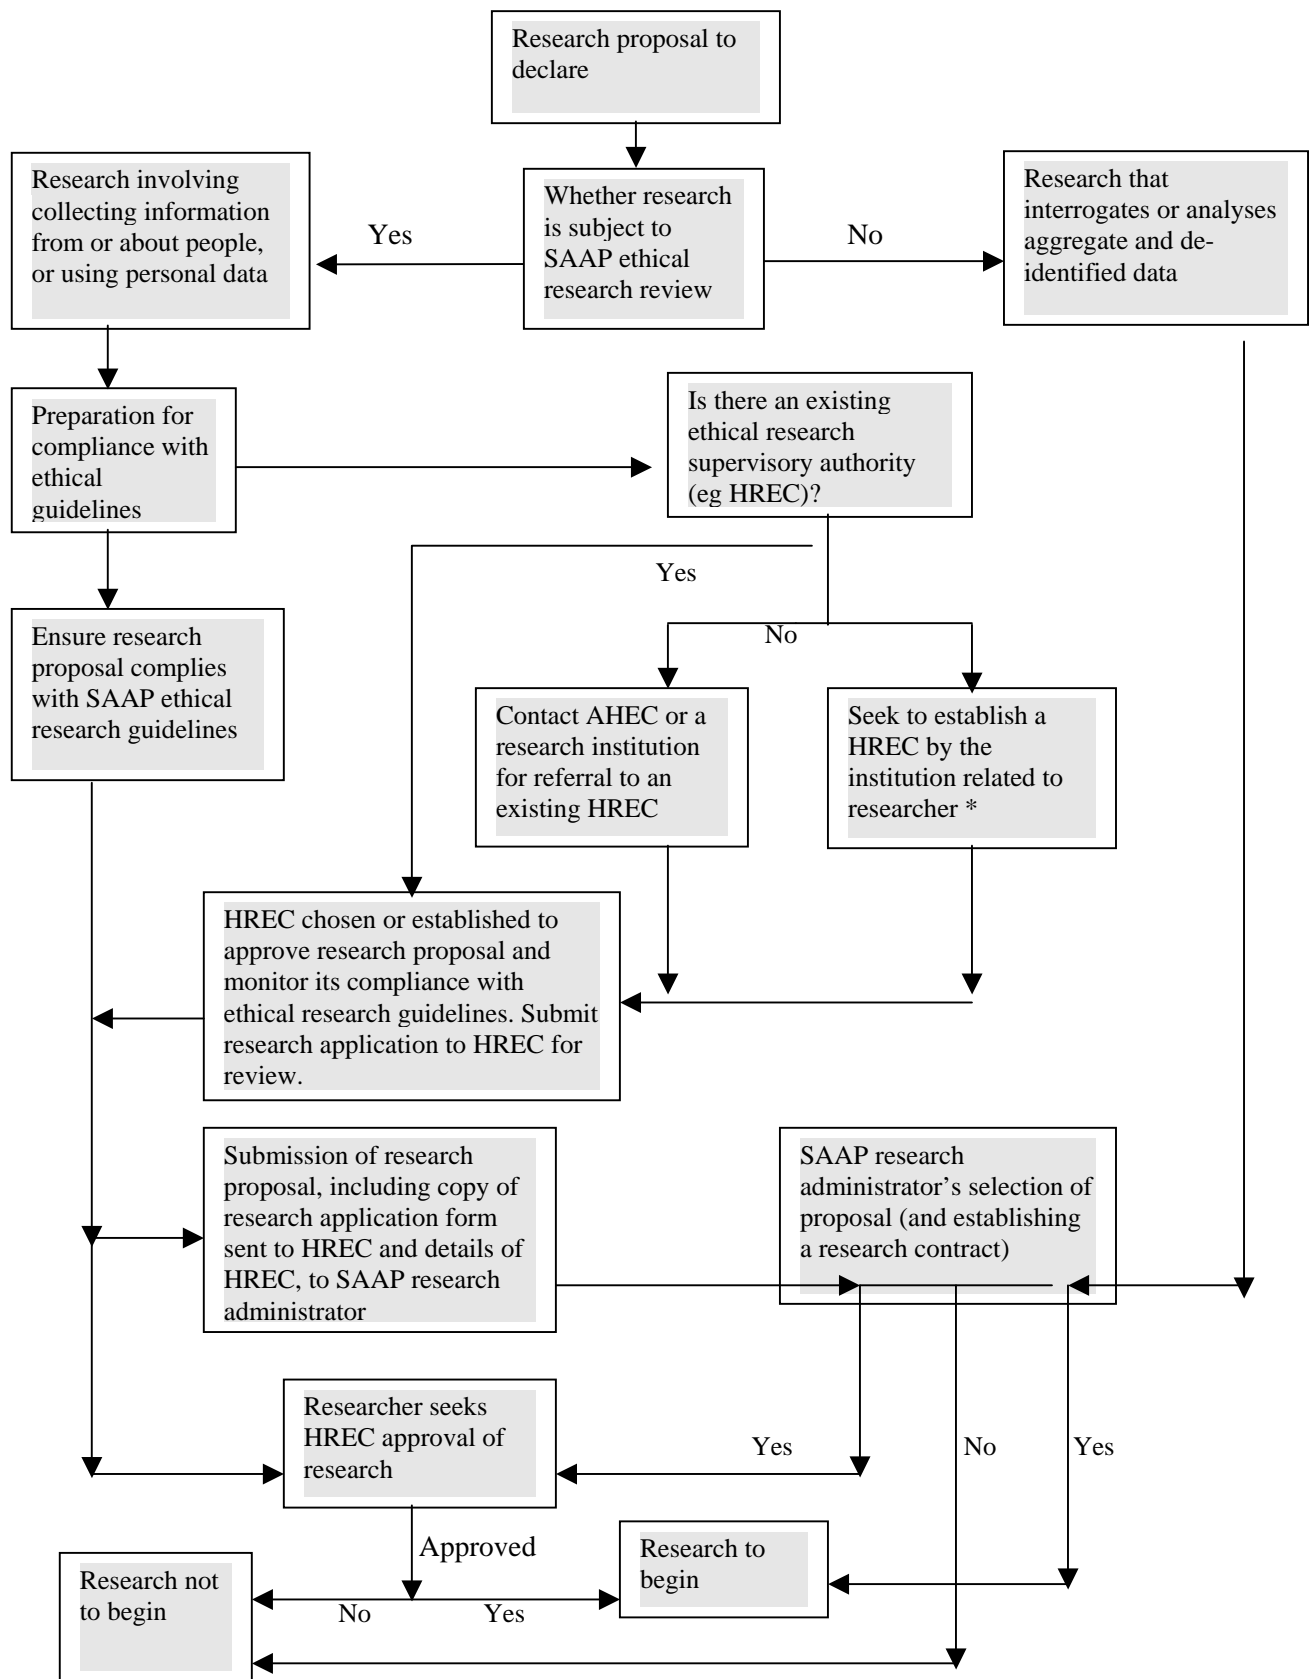 Research proposal to
declare
Research involving
collecting information
from or about people,
or using personal data
Yes
Whether research
is subject to
SAAP ethical
research review
No
Research that
interrogates or analyses
aggregate and de-
identified data
Preparation for
compliance with
ethical
guidelines
Is there an existing
ethical research
supervisory authority
(eg HREC)?
Yes
No
Ensure research
proposal complies
with SAAP ethical
research guidelines
Contact AHEC or a
research institution
for referral to an
existing HREC
Seek to establish a
HREC by the
institution related to
researcher *
HREC chosen or established to
approve research proposal and
monitor its compliance with
ethical research guidelines. Submit
research application to HREC for
review.
Submission of research
proposal, including copy of
research application form
sent to HREC and details of
HREC, to SAAP research
administrator
SAAP research
administrator’s selection of
proposal (and establishing
a research contract)
Researcher seeks
HREC approval of
research
Yes
No
Yes
Approved
Research to
begin
Research not
to begin
No
Yes